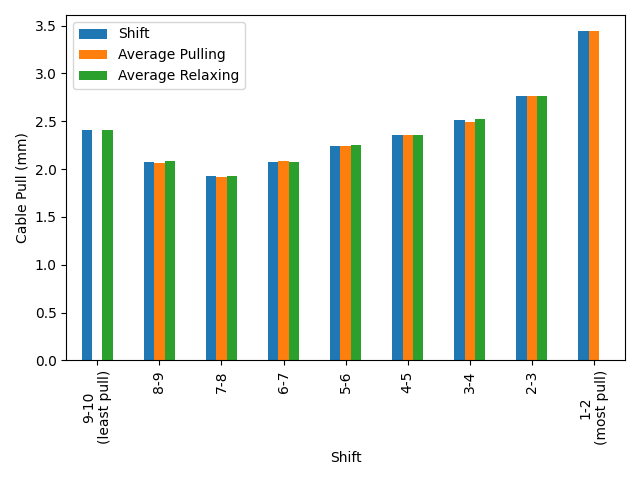 Shift
Average Pulling
Average Relaxing
Cable Pull (mm)
3.5
3.0
2.5
2.0
1.5
1.0
0.5
0.0
9-10
(least pull)
8-9
7-8
6-7
5-6
4-5
3-4
2-3
1-2
(most pull)
Shift